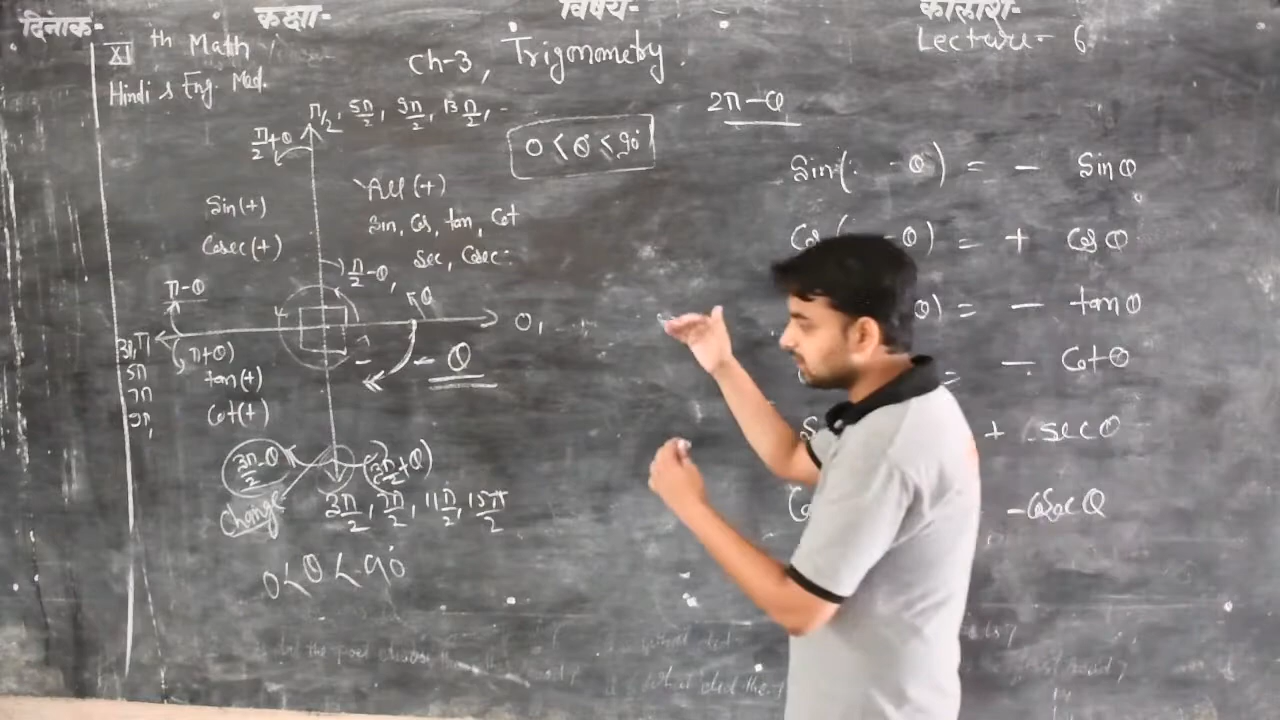 दिनांक- कक्षा- विषय- कालांश-
XI th Math
Hindi & Eng. Med.
Ch-3, Trigonometry.
Lecture- 6
π/2, 5π/2, 9π/2, 13π/2, -
π/2+θ
0<θ<90°
2π-θ
All (+)
Sin, Cos, tan, Cot
Sec, Cosec:
Sin(+)
Cosec(+)
π/2-θ,
θ
π-θ
0,
-θ
3π, π
5π
7π
9π,
(π+θ)
tan(+)
Cot(+)
3π/2-θ
(3π/2+θ)
Change
3π/2, 7π/2, 11π/2, 15π/2
0<θ<90°
Sin( -θ) = - Sinθ
Cos( -θ) = + Cosθ
θ) = - tanθ
= - Cotθ
S + secθ
Co -Cosecθ